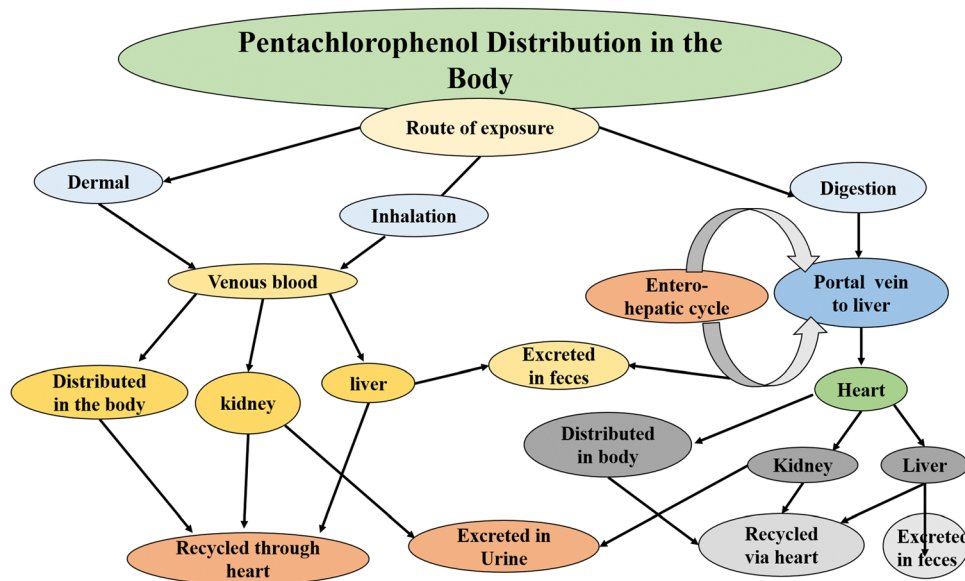 Pentachlorophenol Distribution in the
Body
Route of exposure
Dermal
Inhalation
Digestion
Venous blood
Entero-
hepatic cycle
Portal vein
to liver
Distributed
in the body
kidney
liver
Excreted
in feces
Heart
Distributed
in body
Kidney
Liver
Recycled through
heart
Excreted in
Urine
Recycled
via heart
Excreted
in feces